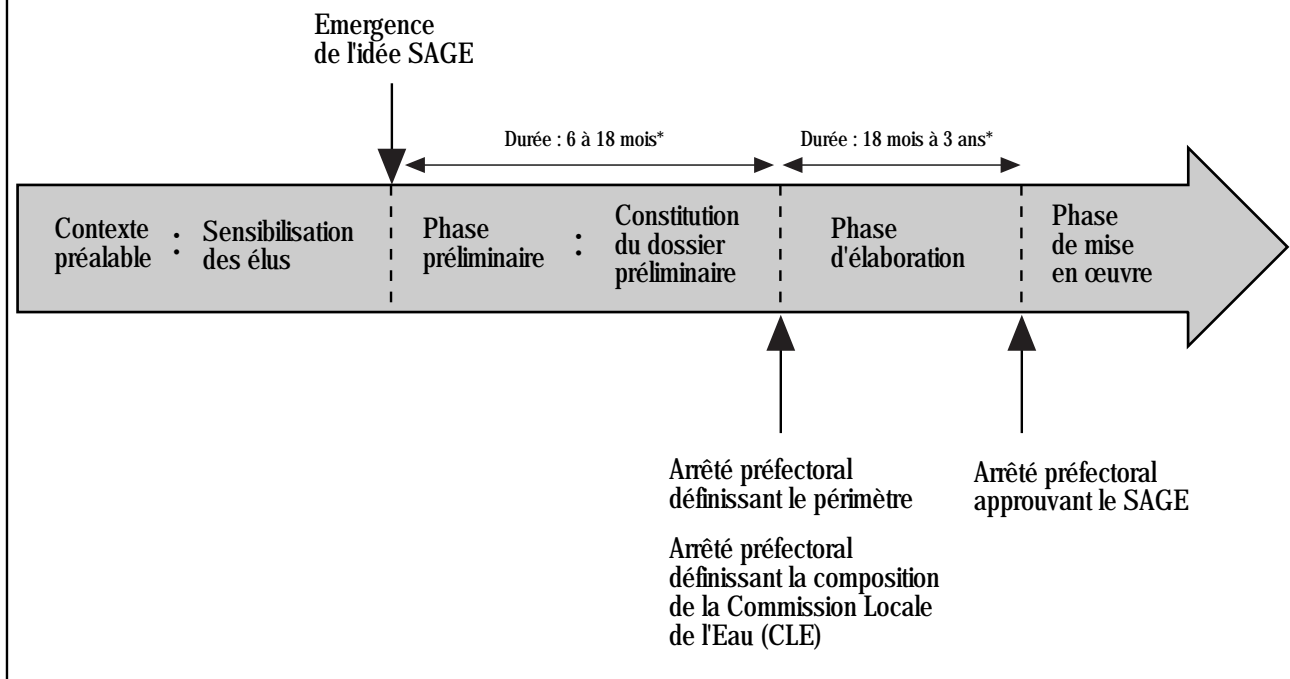 Emergence
de l'idée SAGE
Durée : 6 à 18 mois*
Durée : 18 mois à 3 ans*
Contexte
préalable
:
Sensibilisation
des élus
Phase
préliminaire
:
Constitution
du dossier
préliminaire
Phase
d'élaboration
Phase
de mise
en œuvre
Arrêté préfectoral
définissant le périmètre
Arrêté préfectoral
définissant la composition
de la Commission Locale
de l'Eau (CLE)
Arrêté préfectoral
approuvant le SAGE